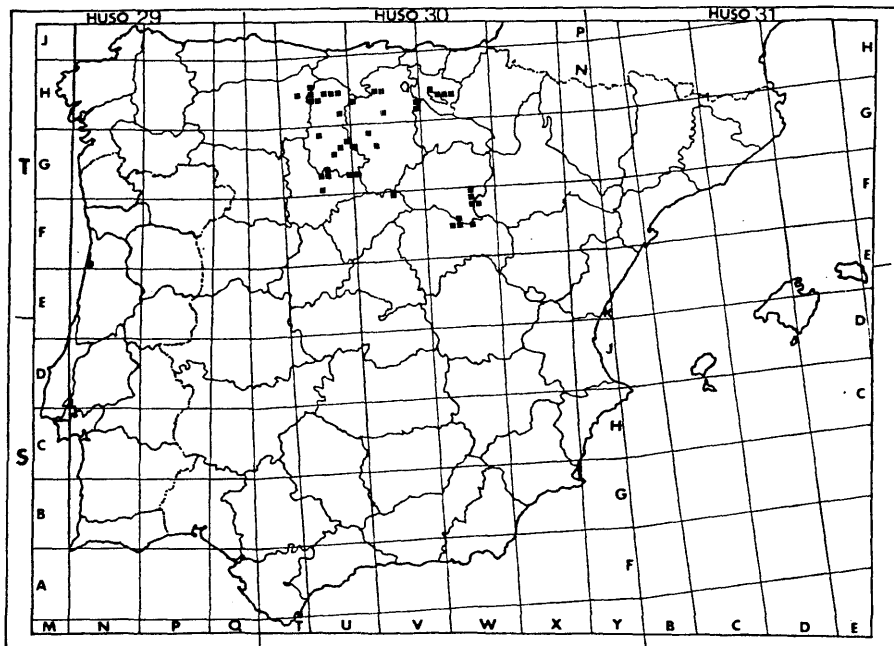 HUSO 29 HUSO 30 HUSO 31
J P H
N
H G
T G F
F E
E K D
J
D C
S C H
G
B
F
A
M N P Q T U V W X Y B C D E